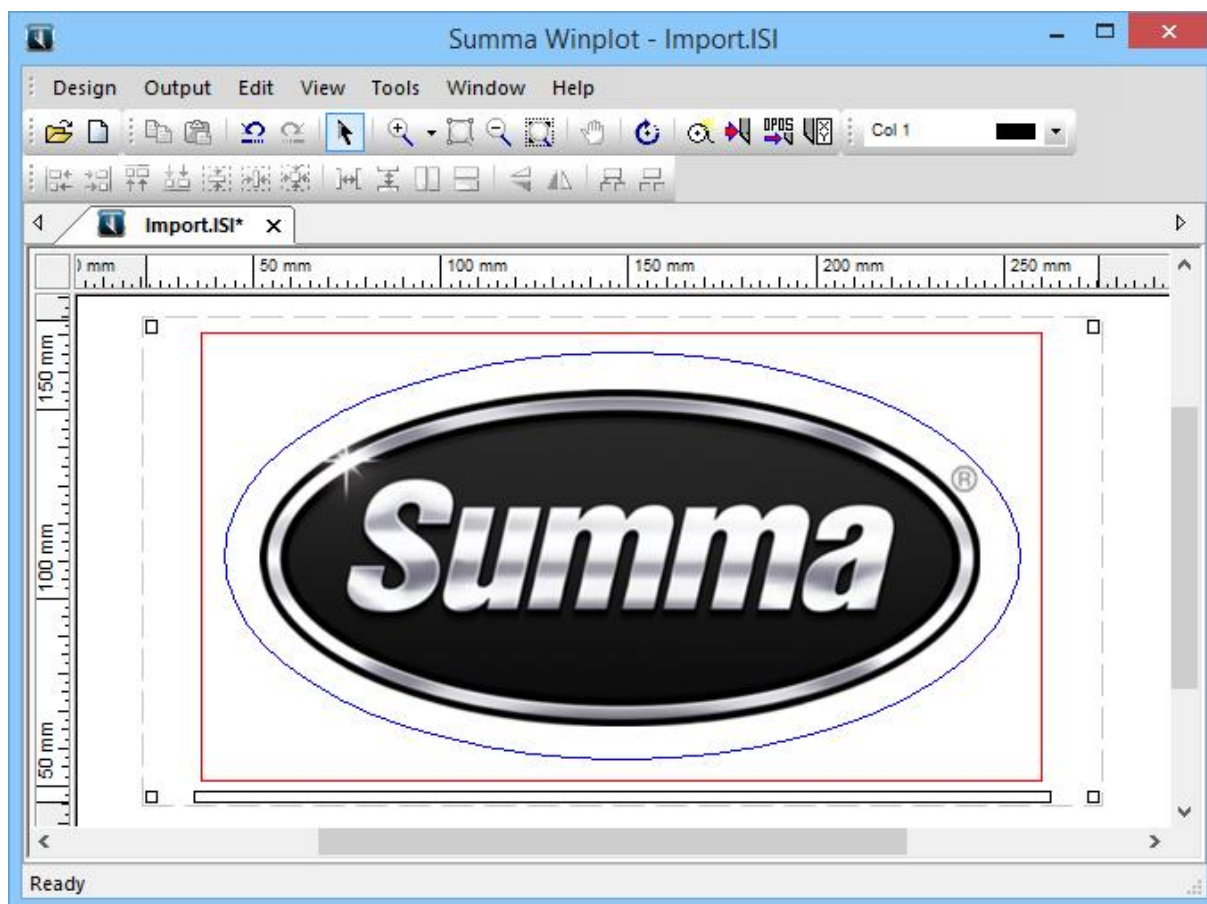 Summa Winplot - Import.ISI
Design Output Edit View Tools Window Help
OPOS Col 1
Import.ISI* x
) mm 50 mm 100 mm 150 mm 200 mm 250 mm
150 mm
100 mm
50 mm
Summa ®
Ready